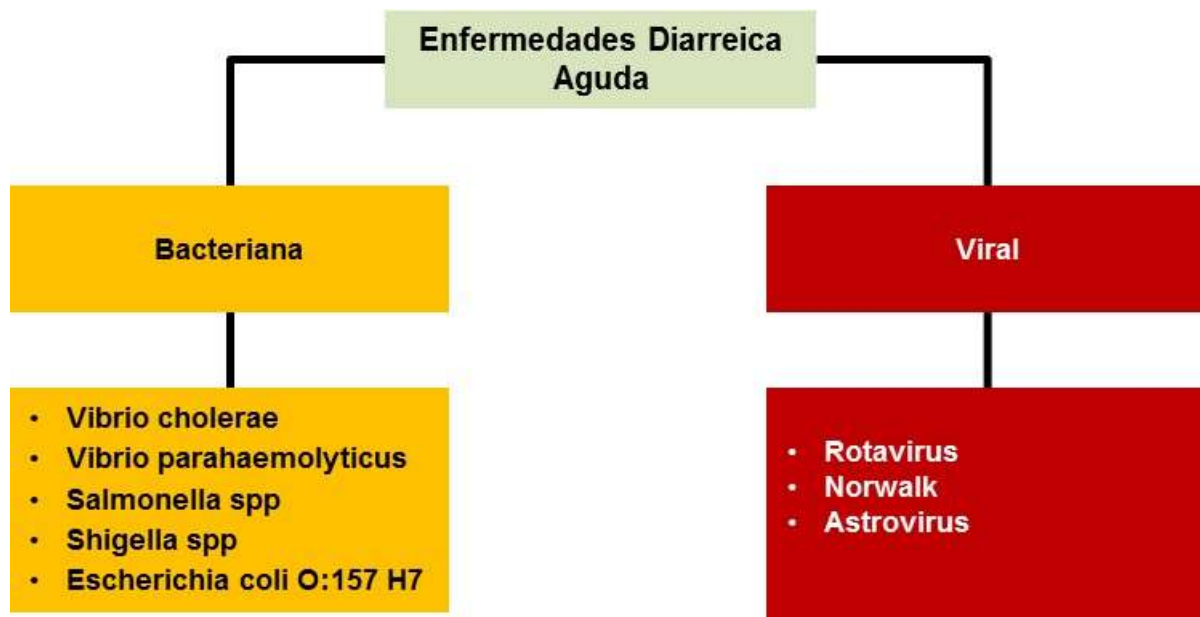 Enfermedades Diarreica
Aguda
Bacteriana
Viral
• Vibrio cholerae
• Vibrio parahaemolyticus
• Salmonella spp
• Shigella spp
• Escherichia coli O:157 H7
• Rotavirus
• Norwalk
• Astrovirus